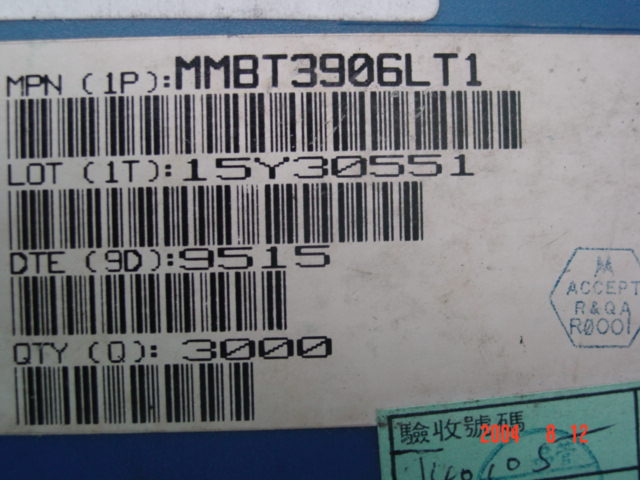 MPN (1P):MMBT3906LT1
LOT (1T):15Y30551
DTE (9D):9515
QTY (Q): 3000
M
ACCEPT
R&QA
R0001
驗收號碼
2004 8 12